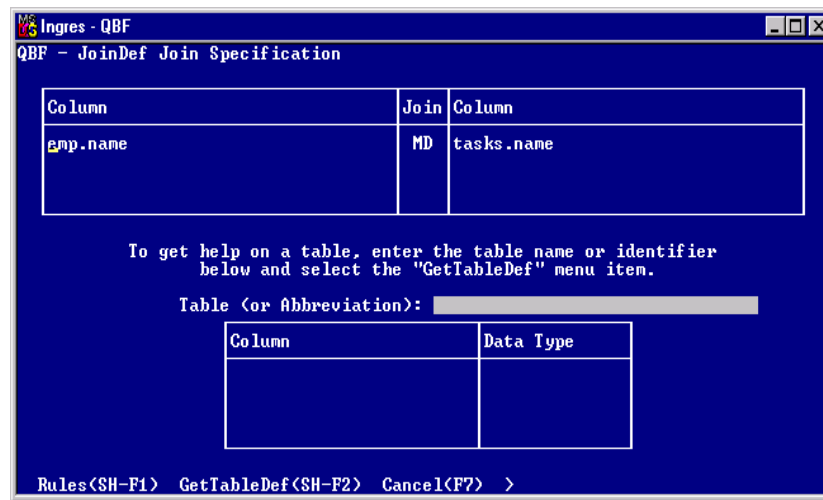 Ingres - QBF
QBF - JoinDef Join Specification
Column Join Column
emp.name MD tasks.name
To get help on a table, enter the table name or identifier
below and select the "GetTableDef" menu item.
Table (or Abbreviation):
Column Data Type
Rules(SH-F1) GetTableDef(SH-F2) Cancel(F7) >